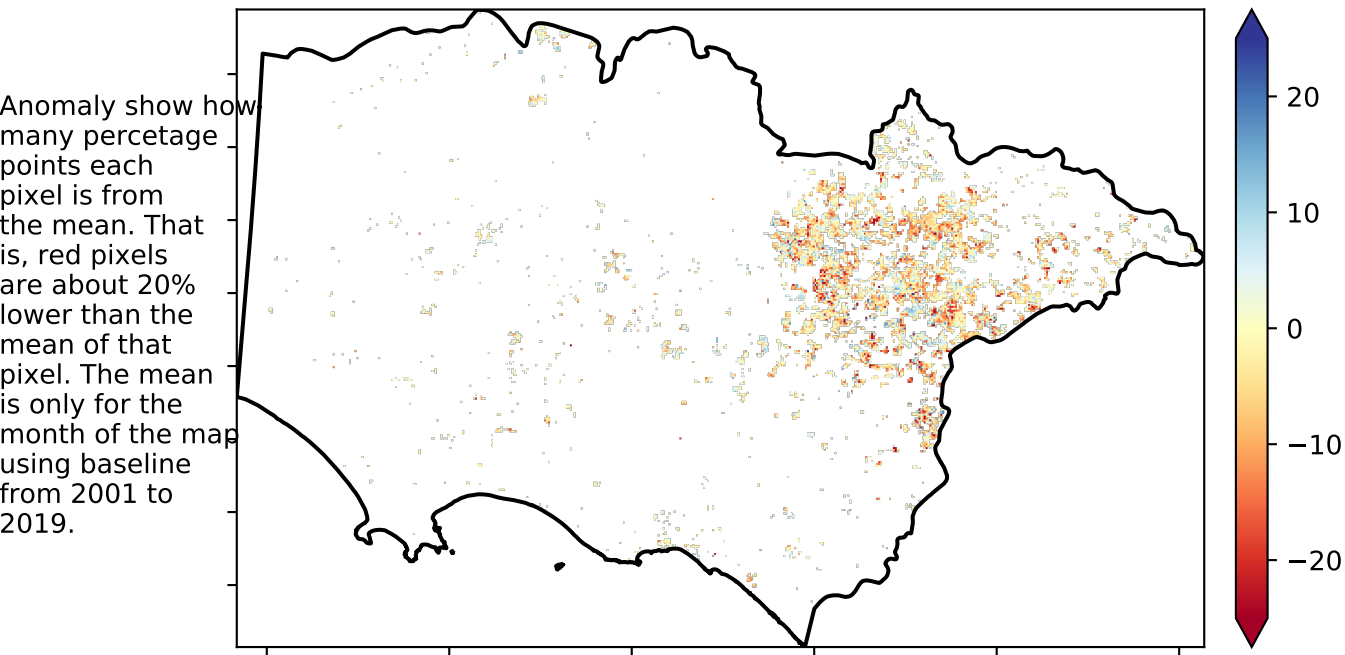 Anomaly show how
many percetage
points each
pixel is from
the mean. That
is, red pixels
are about 20%
lower than the
mean of that
pixel. The mean
is only for the
month of the map
using baseline
from 2001 to
2019.
20
10
0
−10
−20